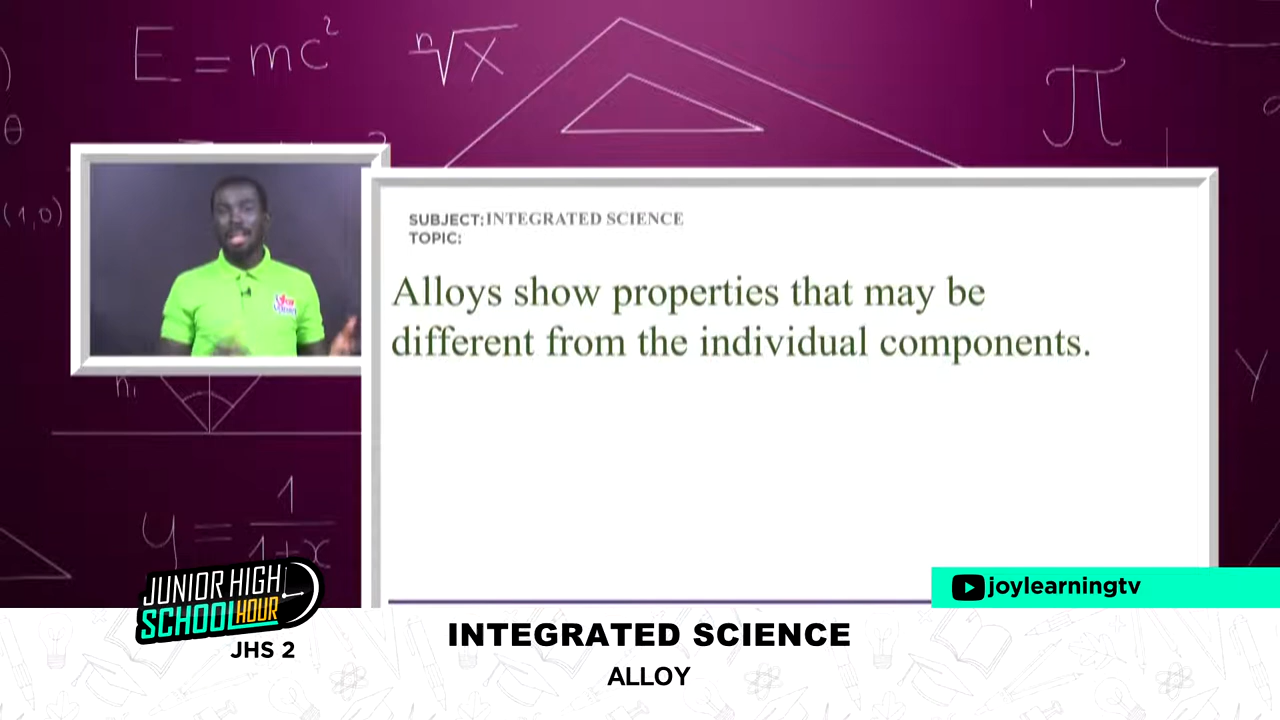 E = mc²
ⁿ√X
π
θ
(1,0)
SUBJECT;INTEGRATED SCIENCE
TOPIC:
Alloys show properties that may be
different from the individual components.
n₁
Y
y = 1/(1+x)
JUNIOR HIGH
SCHOOL HOUR
JHS 2
joylearningtv
INTEGRATED SCIENCE
ALLOY